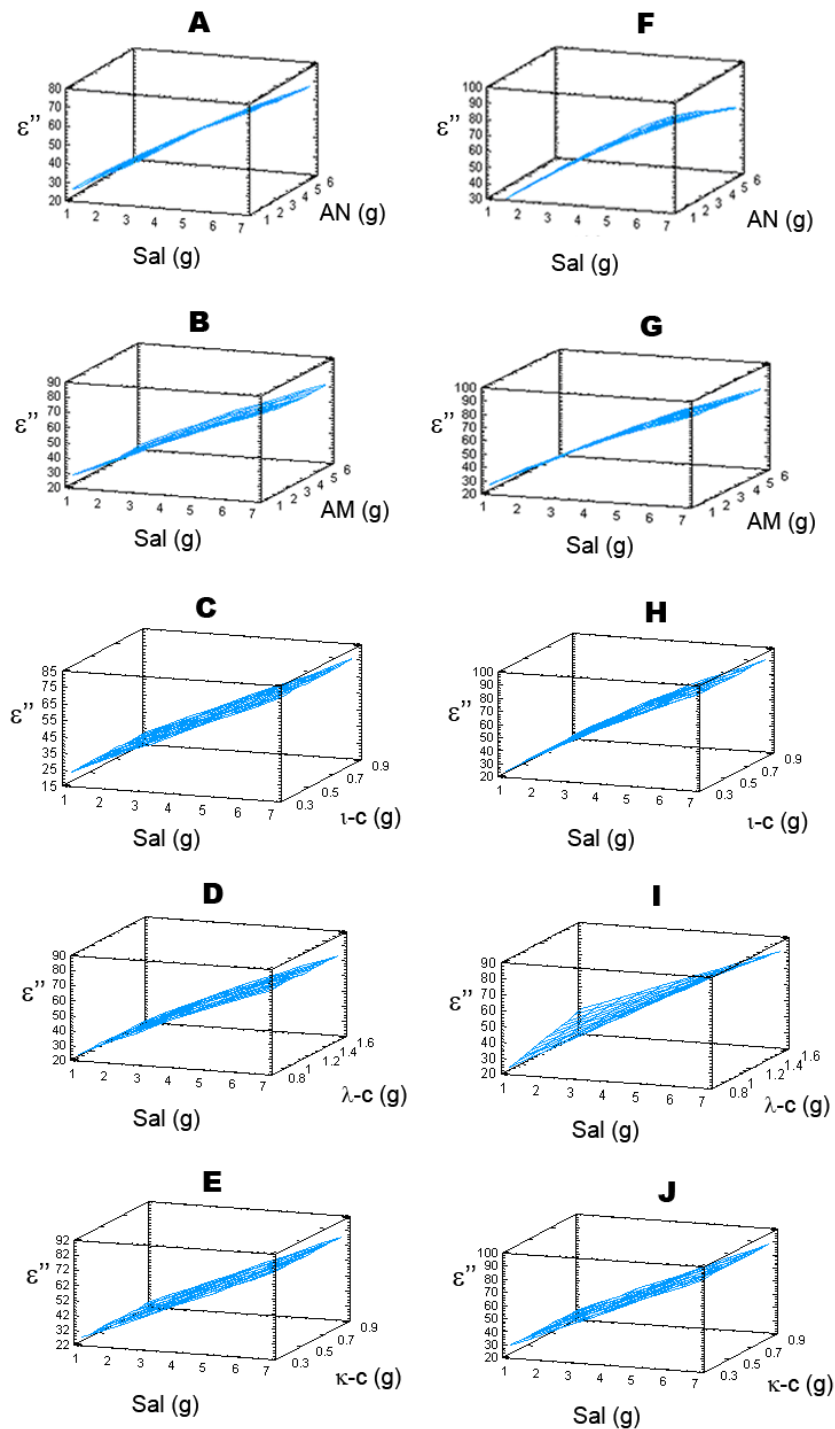 A
80
70
60
50
40
30
20
ε''
1 2 3 4 5 6 7
Sal (g)
1 2 3 4 5 6
AN (g)
F
100
90
80
70
60
50
40
30
ε''
1 2 3 4 5 6 7
Sal (g)
1 2 3 4 5 6
AN (g)
B
90
80
70
60
50
40
30
20
ε''
1 2 3 4 5 6 7
Sal (g)
1 2 3 4 5 6
AM (g)
G
100
90
80
70
60
50
40
30
20
ε''
1 2 3 4 5 6 7
Sal (g)
1 2 3 4 5 6
AM (g)
C
85
75
65
55
45
35
25
15
ε''
1 2 3 4 5 6 7
Sal (g)
0.3 0.5 0.7 0.9
ι-c (g)
H
100
90
80
70
60
50
40
30
20
ε''
1 2 3 4 5 6 7
Sal (g)
0.3 0.5 0.7 0.9
ι-c (g)
D
90
80
70
60
50
40
30
20
ε''
1 2 3 4 5 6 7
Sal (g)
0.8 1 1.2 1.4 1.6
λ-c (g)
I
90
80
70
60
50
40
30
20
ε''
1 2 3 4 5 6 7
Sal (g)
0.8 1 1.2 1.4 1.6
λ-c (g)
E
92
82
72
62
52
42
32
22
ε''
1 2 3 4 5 6 7
Sal (g)
0.3 0.5 0.7 0.9
κ-c (g)
J
100
90
80
70
60
50
40
30
20
ε''
1 2 3 4 5 6 7
Sal (g)
0.3 0.5 0.7 0.9
κ-c (g)